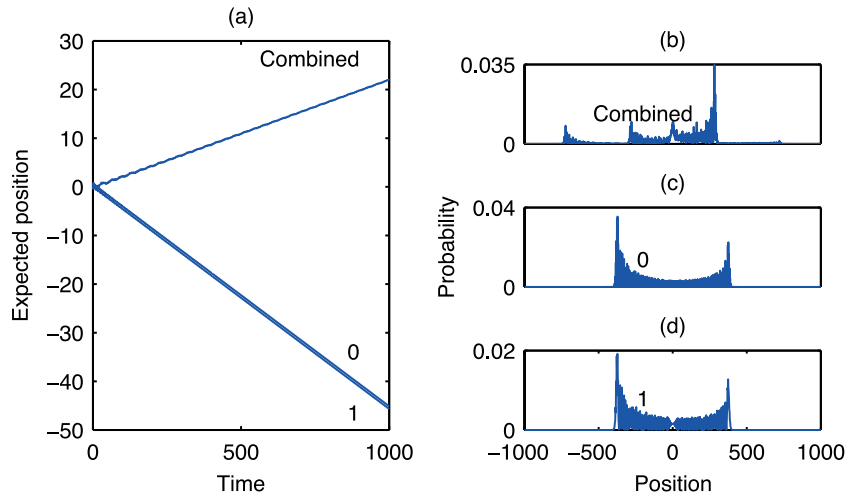 (a)
30
20
10
0
−10
−20
−30
−40
−50
Expected position
Combined
0
1
0
500
1000
Time
(b)
0.035
0
Combined
(c)
0.04
0
0
Probability
(d)
0.02
0
1
−1000
−500
0
500
1000
Position